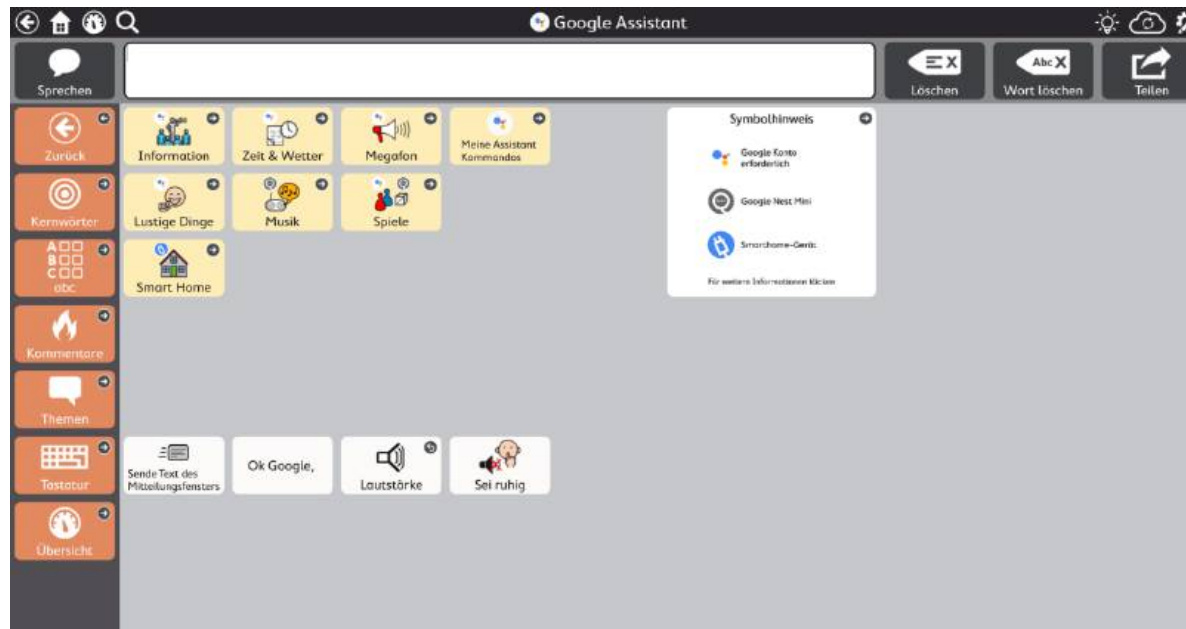 Google Assistant
Sprechen
Löschen
Abc X
Wort löschen
Teilen
Zurück
Information
Zeit & Wetter
Megafon
Meine Assistant
Kommandos
Symbolhinweis
Google Konto
erforderlich
Google Nest Mini
Smarthome-Gerät
Für weitere Informationen klicken
Kernwörter
Lustige Dinge
Musik
Spiele
A
B
C
abc
Smart Home
Kommentare
Themen
Tastatur
Sende Text des
Mitteilungsfensters
Ok Google,
Lautstärke
Sei ruhig
Übersicht